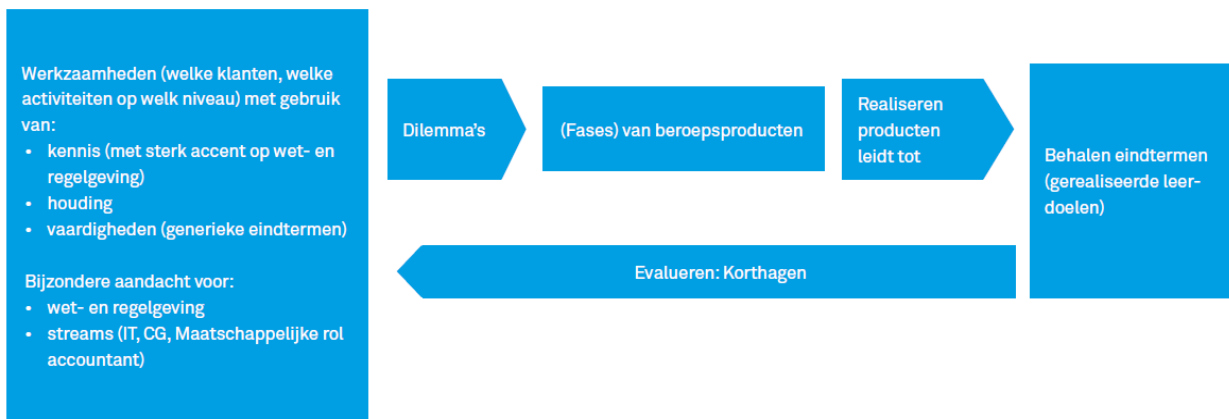 Werkzaamheden (welke klanten, welke
activiteiten op welk niveau) met gebruik
van:
• kennis (met sterk accent op wet- en
regelgeving)
• houding
• vaardigheden (generieke eindtermen)
Bijzondere aandacht voor:
• wet- en regelgeving
• streams (IT, CG, Maatschappelijke rol
accountant)
Dilemma's
(Fases) van beroepsproducten
Realiseren
producten
leidt tot
Behalen eindtermen
(gerealiseerde leer-
doelen)
Evalueren: Korthagen